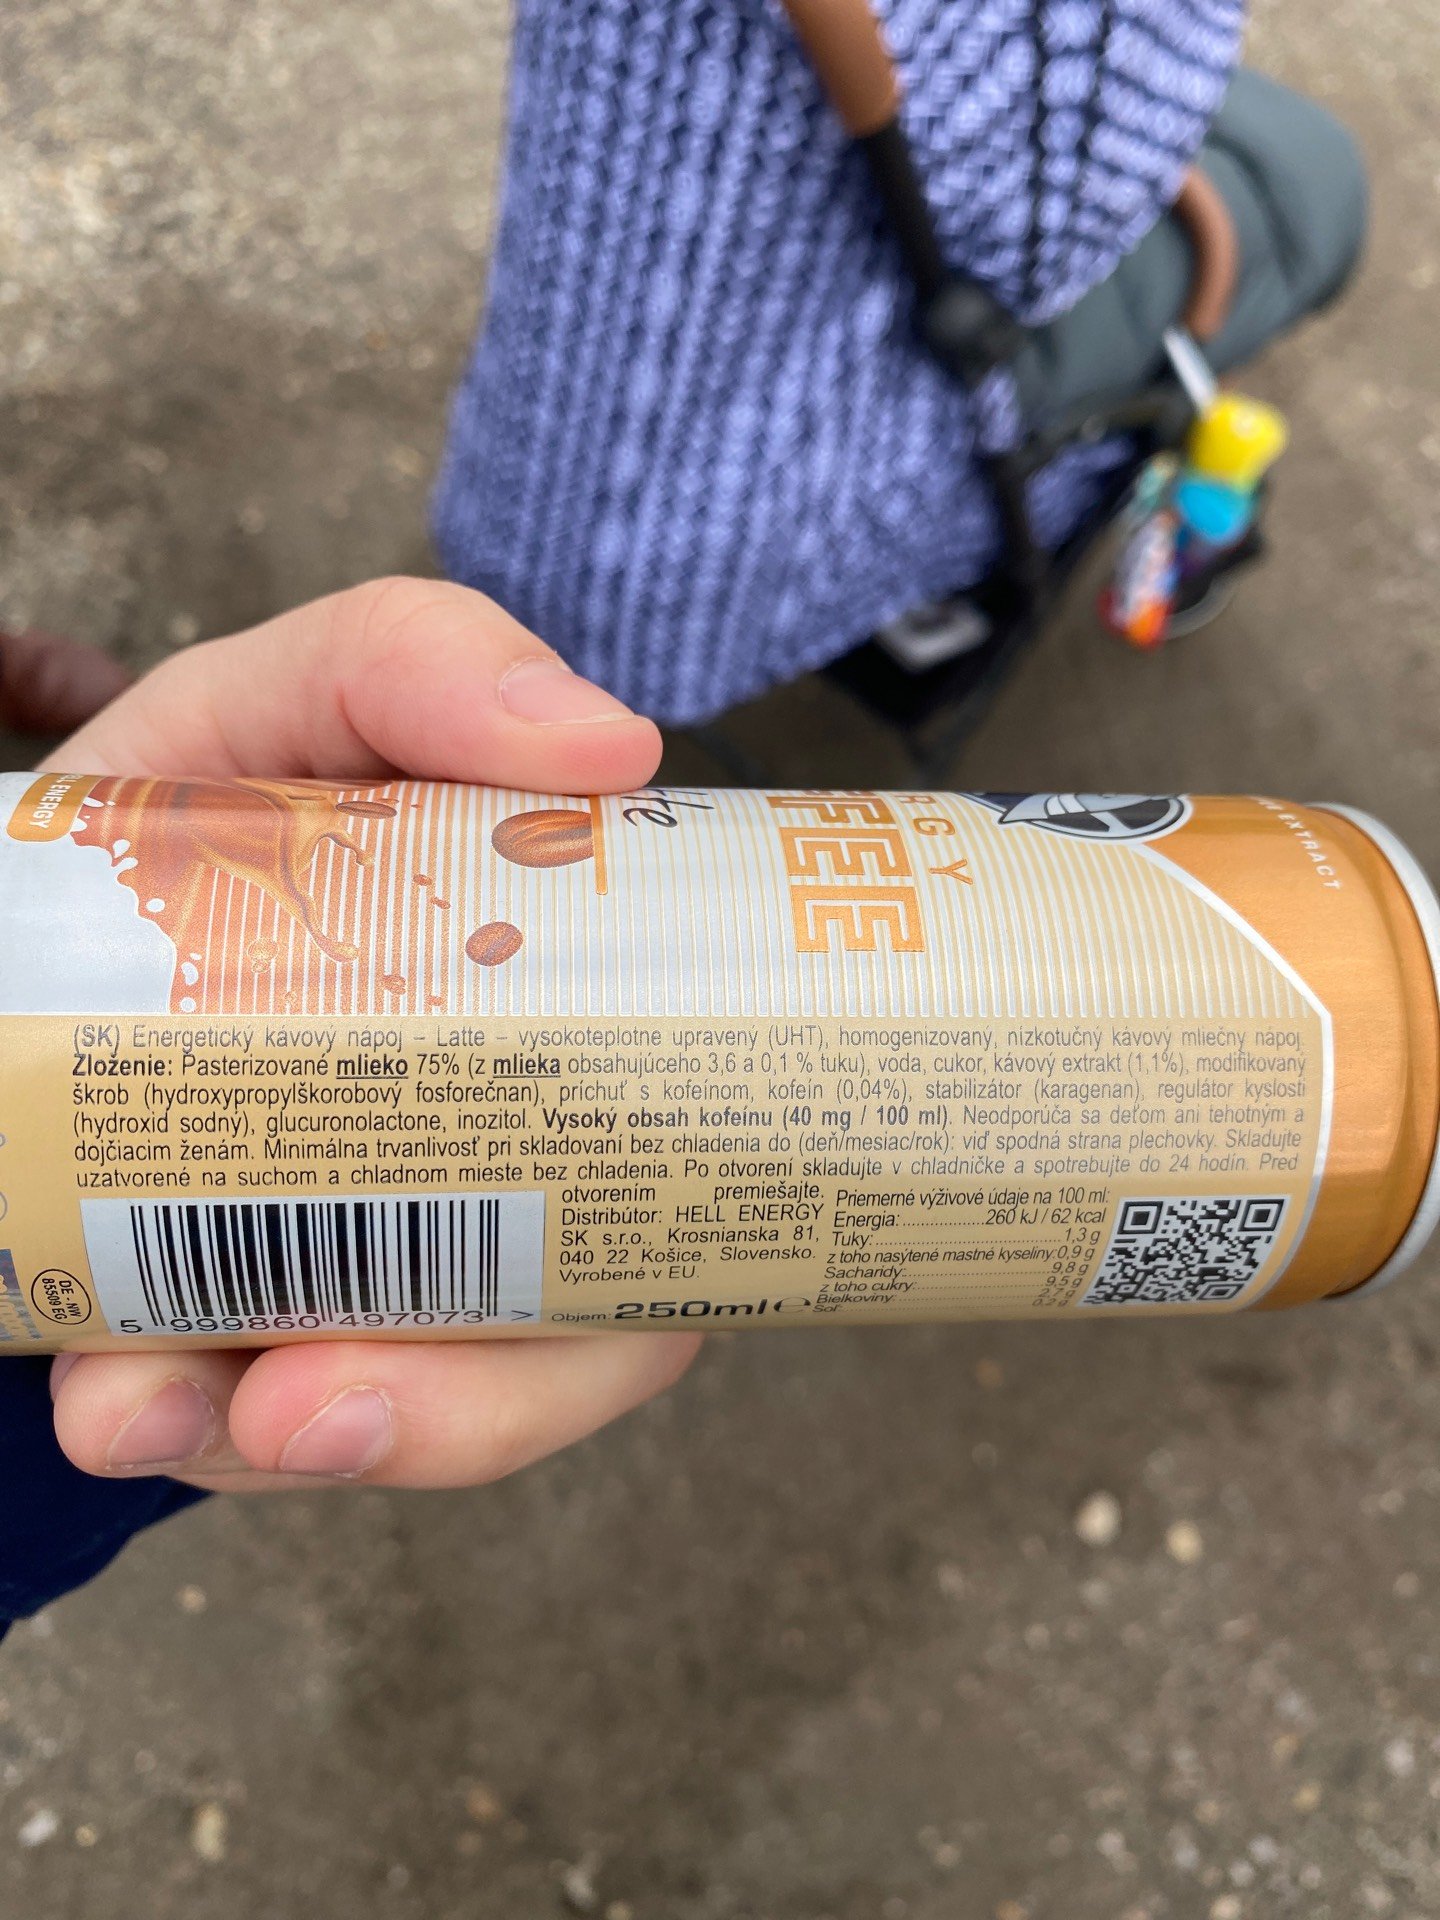 ENERGY
tte
RGY
FFEE
EXTRACT
(SK) Energetický kávový nápoj – Latte – vysokoteplotne upravený (UHT), homogenizovaný, nízkotučný kávový mliečny nápoj.
Zloženie: Pasterizované mlieko 75% (z mlieka obsahujúceho 3,6 a 0,1 % tuku), voda, cukor, kávový extrakt (1,1%), modifikovaný
škrob (hydroxypropylškorobový fosforečnan), príchuť s kofeínom, kofeín (0,04%), stabilizátor (karagenan), regulátor kyslosti
(hydroxid sodný), glucuronolactone, inozitol. Vysoký obsah kofeínu (40 mg / 100 ml). Neodporúča sa deťom ani tehotným a
dojčiacim ženám. Minimálna trvanlivosť pri skladovaní bez chladenia do (deň/mesiac/rok): viď spodná strana plechovky. Skladujte
uzatvorené na suchom a chladnom mieste bez chladenia. Po otvorení skladujte v chladničke a spotrebujte do 24 hodín. Pred
otvorením premiešajte.
Distribútor: HELL ENERGY
SK s.r.o., Krosnianska 81,
040 22 Košice, Slovensko.
Vyrobené v EU.
Objem: 250ml e
Priemerné výživové údaje na 100 ml:
Energia:..................260 kJ / 62 kcal
Tuky:..............................1,3 g
z toho nasýtené mastné kyseliny:0,9 g
Sacharidy:........................9,8 g
z toho cukry:.....................9,5 g
Bielkoviny:.......................2,7 g
Soľ:
DE-NW
85509 EG
5 999860 497073 >